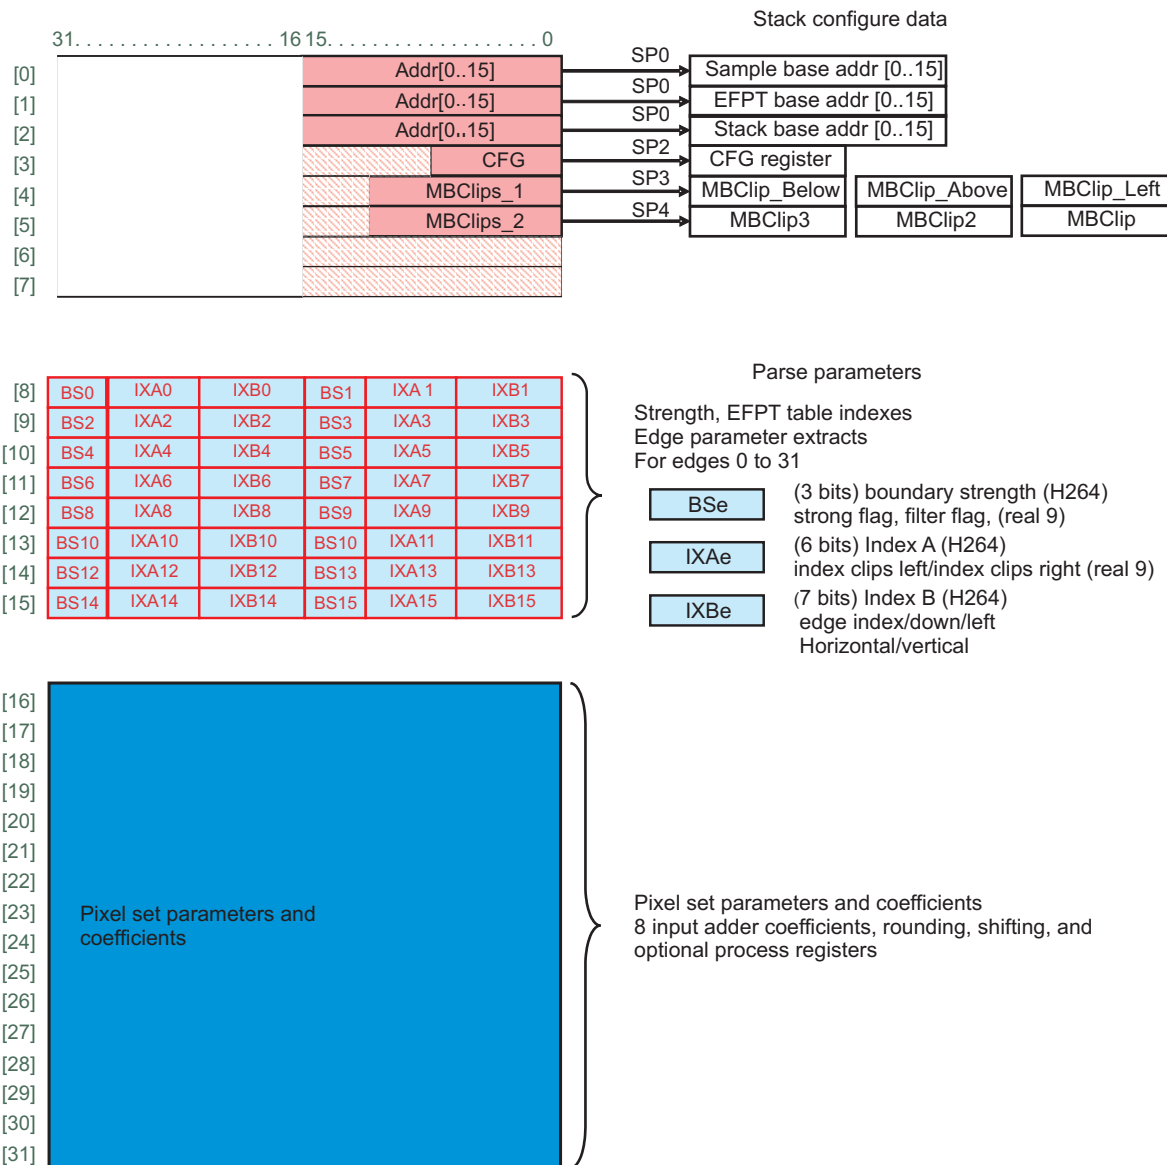 Stack configure data
31. . . . . . . . . . . . . . . . . . 16 15. . . . . . . . . . . . . . . . . . . 0
[0] Addr[0..15] SP0 Sample base addr [0..15]
[1] Addr[0..15] SP0 EFPT base addr [0..15]
[2] Addr[0..15] SP0 Stack base addr [0..15]
[3] CFG SP2 CFG register
[4] MBClips_1 SP3 MBClip_Below MBClip_Above MBClip_Left
[5] MBClips_2 SP4 MBClip3 MBClip2 MBClip
[6]
[7]
[8] BS0 IXA0 IXB0 BS1 IXA 1 IXB1
[9] BS2 IXA2 IXB2 BS3 IXA3 IXB3
[10] BS4 IXA4 IXB4 BS5 IXA5 IXB5
[11] BS6 IXA6 IXB6 BS7 IXA7 IXB7
[12] BS8 IXA8 IXB8 BS9 IXA9 IXB9
[13] BS10 IXA10 IXB10 BS10 IXA11 IXB11
[14] BS12 IXA12 IXB12 BS13 IXA13 IXB13
[15] BS14 IXA14 IXB14 BS15 IXA15 IXB15
Parse parameters
Strength, EFPT table indexes
Edge parameter extracts
For edges 0 to 31
BSe (3 bits) boundary strength (H264)
strong flag, filter flag, (real 9)
IXAe (6 bits) Index A (H264)
index clips left/index clips right (real 9)
IXBe (7 bits) Index B (H264)
edge index/down/left
Horizontal/vertical
[16]
[17]
[18]
[19]
[20]
[21]
[22]
[23]
[24]
[25]
[26]
[27]
[28]
[29]
[30]
[31]
Pixel set parameters and
coefficients
Pixel set parameters and coefficients
8 input adder coefficients, rounding, shifting, and
optional process registers